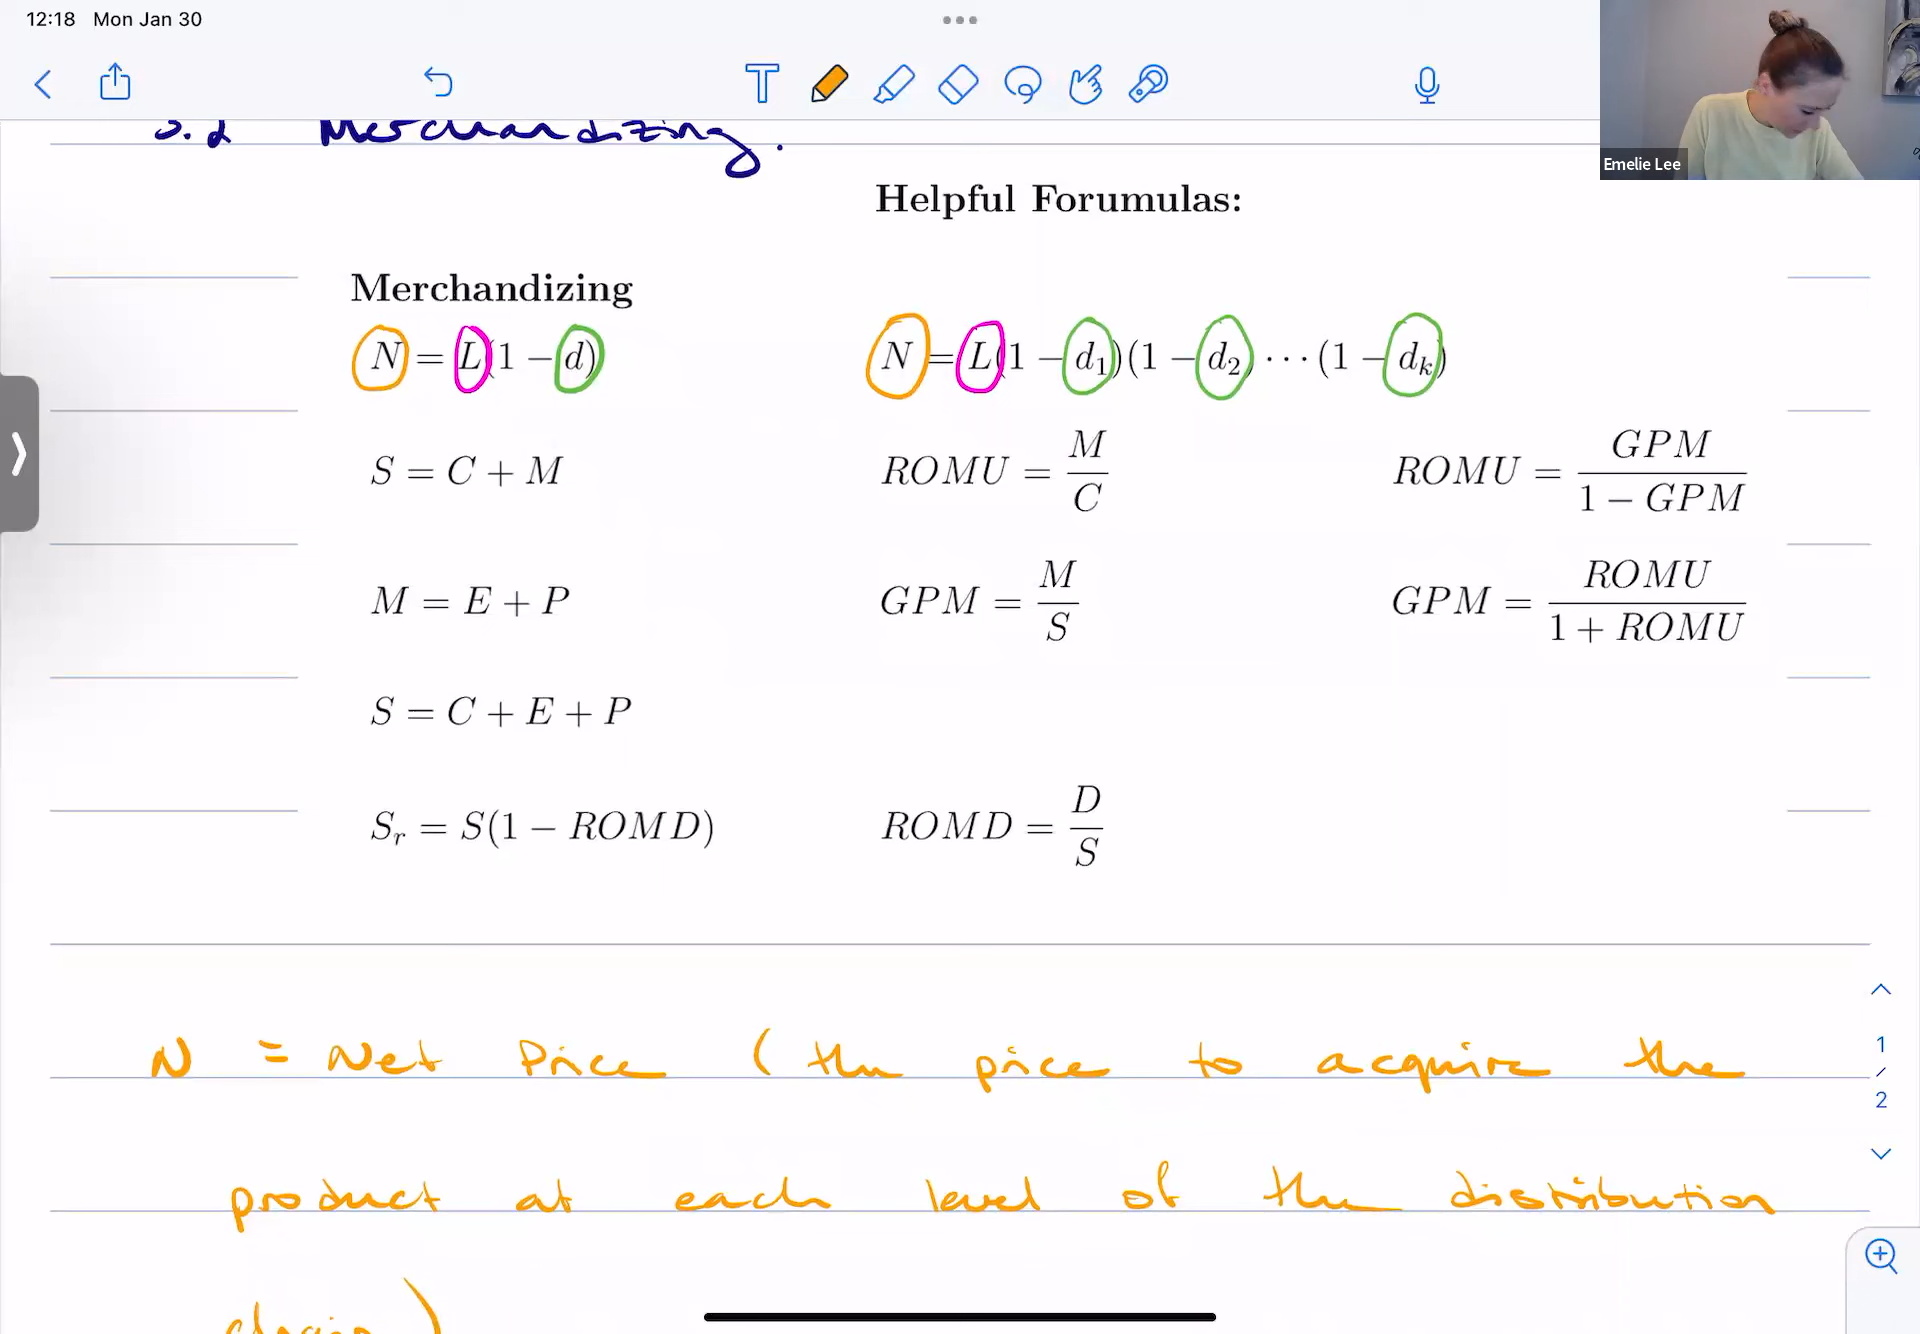 12:18 Mon Jan 30
Emelie Lee
Merchandizing.
Helpful Forumulas:
Merchandizing
N = L(1 − d)
N = L(1 − d₁)(1 − d₂) ··· (1 − dₖ)
S = C + M
ROMU = M/C
ROMU = GPM/(1 − GPM)
M = E + P
GPM = M/S
GPM = ROMU/(1 + ROMU)
S = C + E + P
Sᵣ = S(1 − ROMD)
ROMD = D/S
N = Net Price (the price to acquire the
product at each level of the distribution
chain)
1
/
2